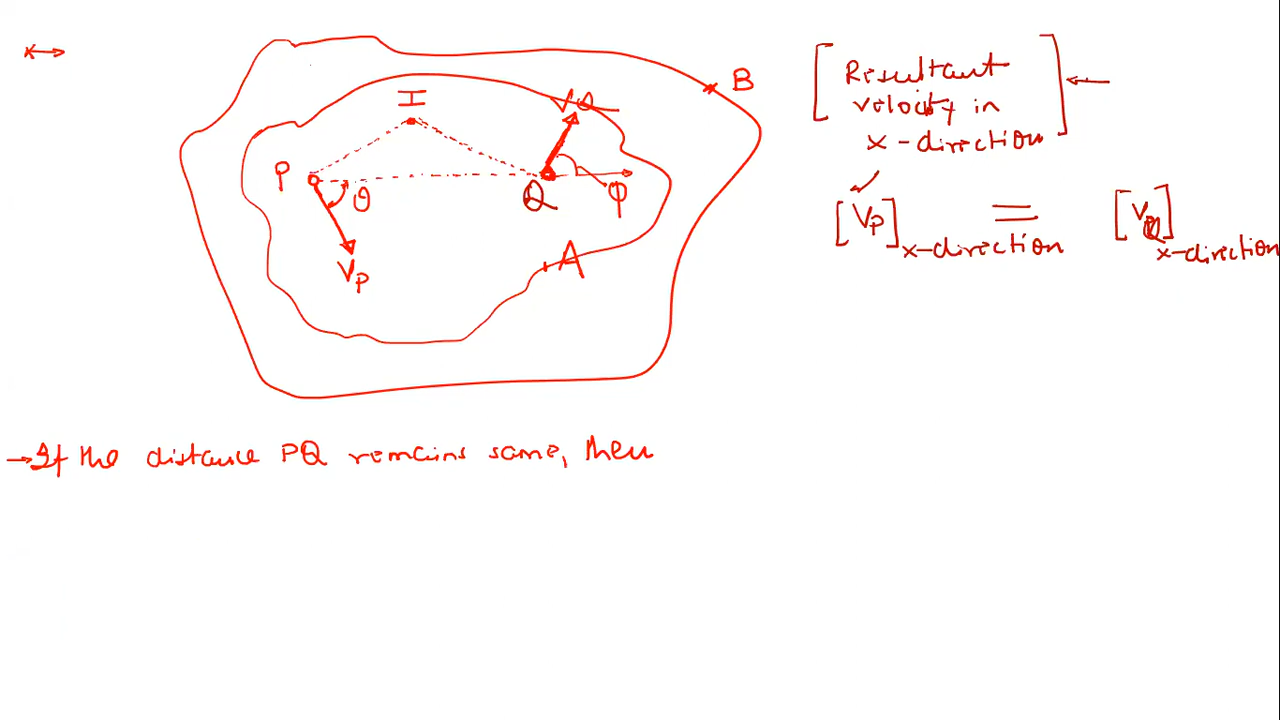 B
I
VQ
P
θ
Q
φ
VP
A
[Resultant
velocity in
x-direction]
[VP]x-direction = [VQ]x-direction
→ If the distance PQ remains same, then